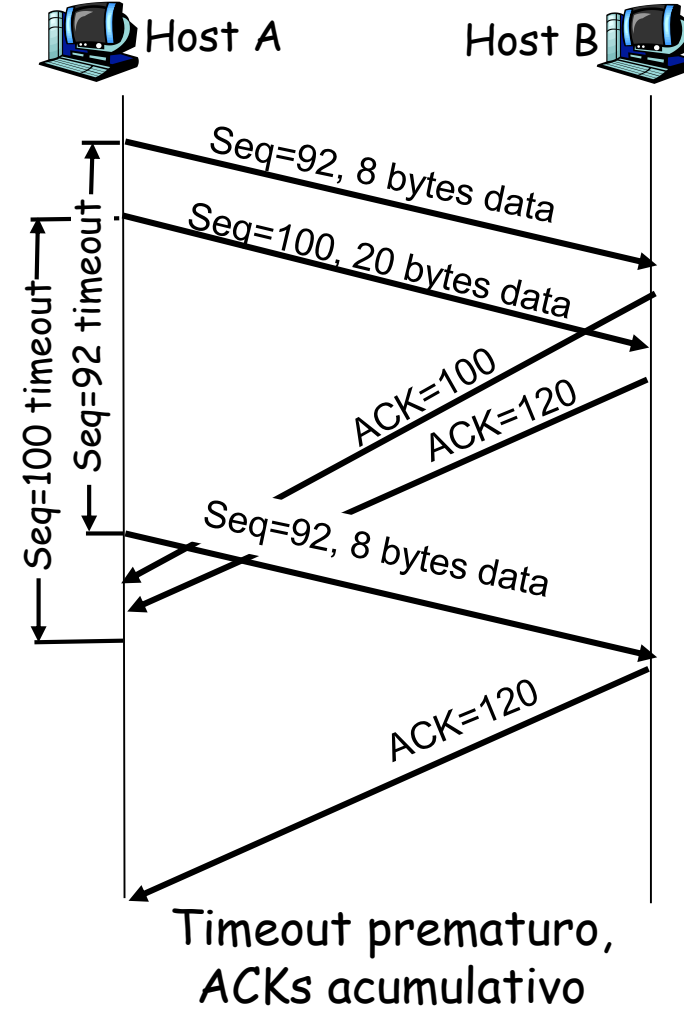 Host A
Host B
Seq=92, 8 bytes data
Seq=100, 20 bytes data
Seq=100 timeout
Seq=92 timeout
ACK=100
ACK=120
Seq=92, 8 bytes data
ACK=120
Timeout prematuro,
ACKs acumulativo